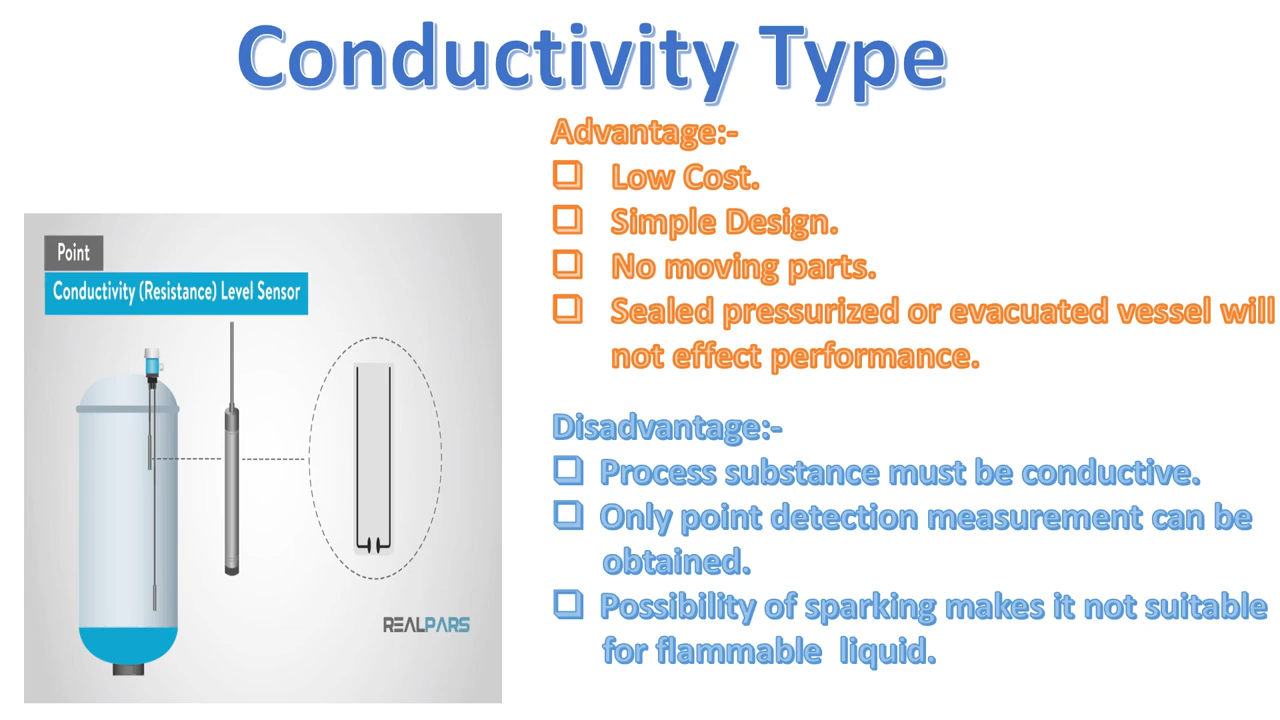 Conductivity Type
Advantage:-
Low Cost.
Simple Design.
No moving parts.
Sealed pressurized or evacuated vessel will
not effect performance.
Disadvantage:-
Process substance must be conductive.
Only point detection measurement can be
obtained.
Possibility of sparking makes it not suitable
for flammable liquid.
Point
Conductivity (Resistance) Level Sensor
REALPARS